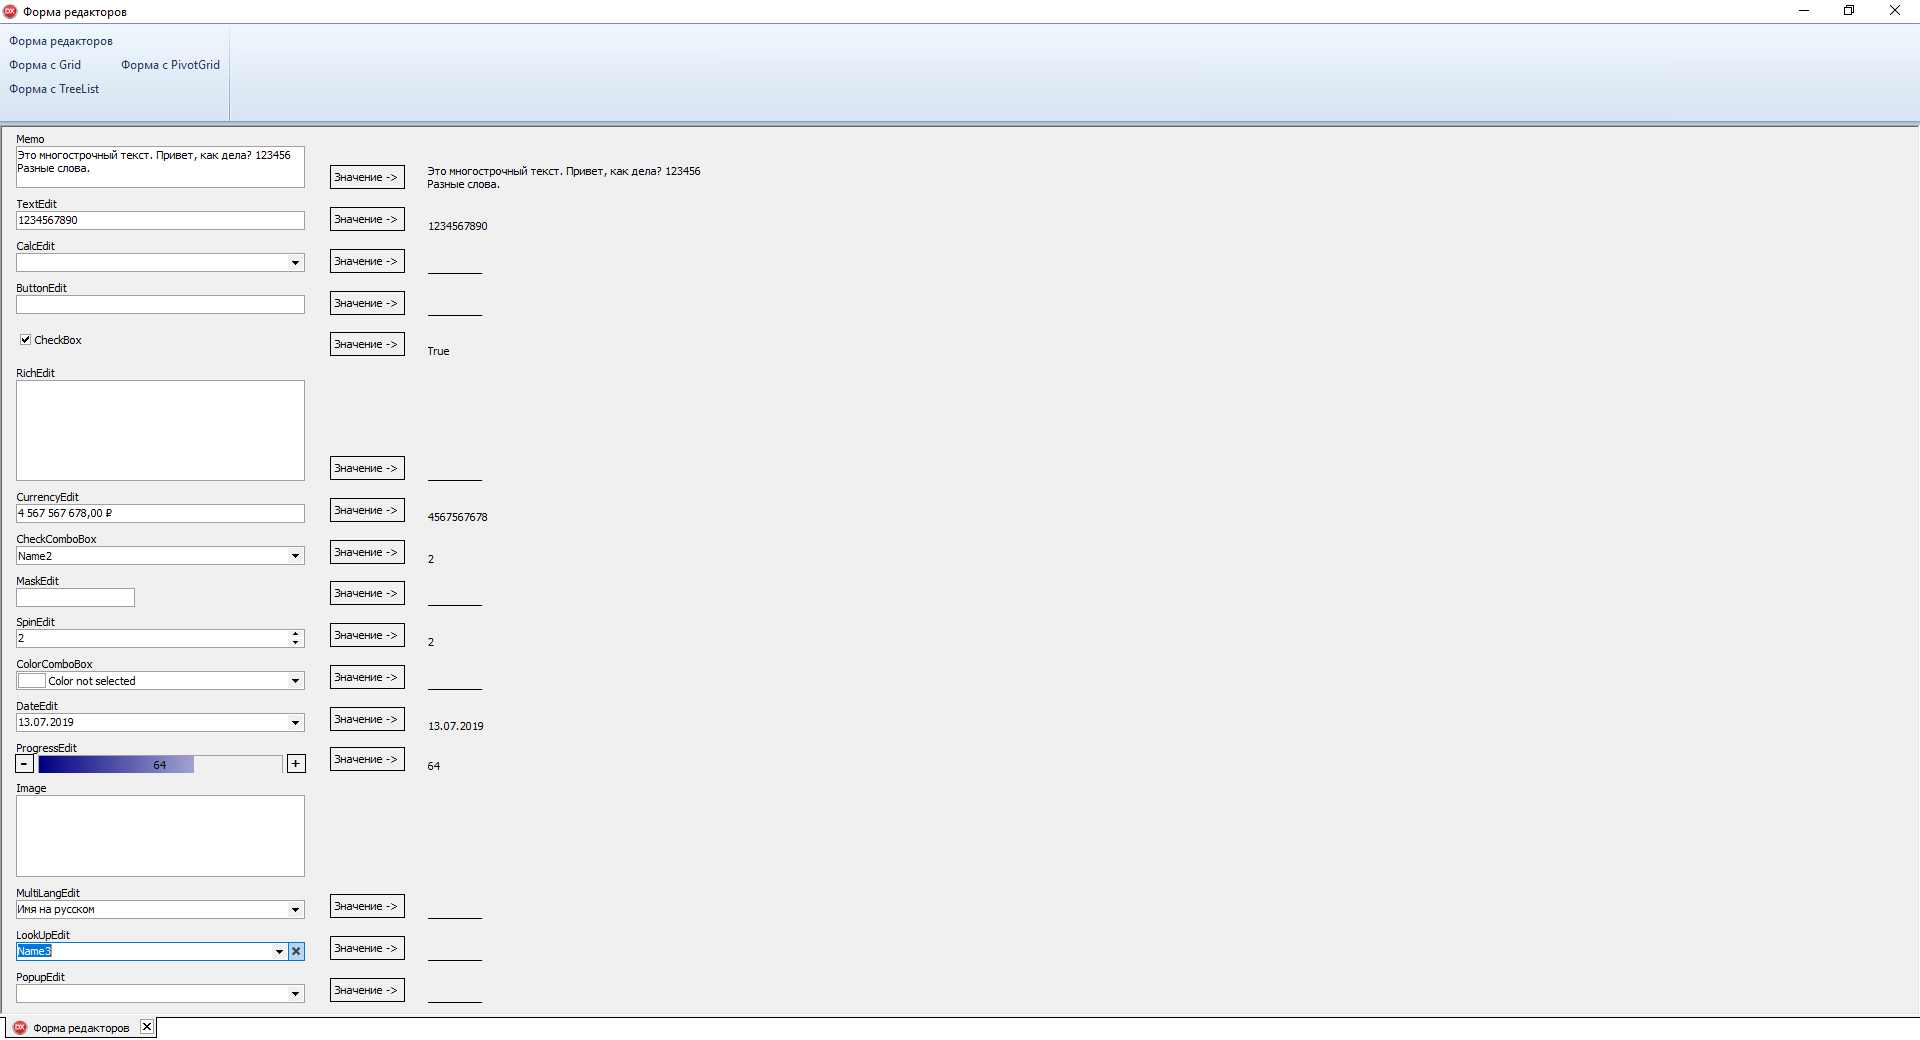 Форма редакторов
Форма редакторов
Форма с Grid
Форма с PivotGrid
Форма с TreeList
Memo
Это многострочный текст. Привет, как дела? 123456
Разные слова.
Значение ->
Это многострочный текст. Привет, как дела? 123456
Разные слова.
TextEdit
1234567890
Значение ->
1234567890
CalcEdit
Значение ->
ButtonEdit
Значение ->
CheckBox
Значение ->
True
RichEdit
Значение ->
CurrencyEdit
4 567 567 678,00 ₽
Значение ->
4567567678
CheckComboBox
Name2
Значение ->
2
MaskEdit
Значение ->
SpinEdit
2
Значение ->
2
ColorComboBox
Color not selected
Значение ->
DateEdit
13.07.2019
Значение ->
13.07.2019
ProgressEdit
- 64 +
Значение ->
64
Image
MultiLangEdit
Имя на русском
Значение ->
LookUpEdit
Name3
Значение ->
PopupEdit
Значение ->
Форма редакторов